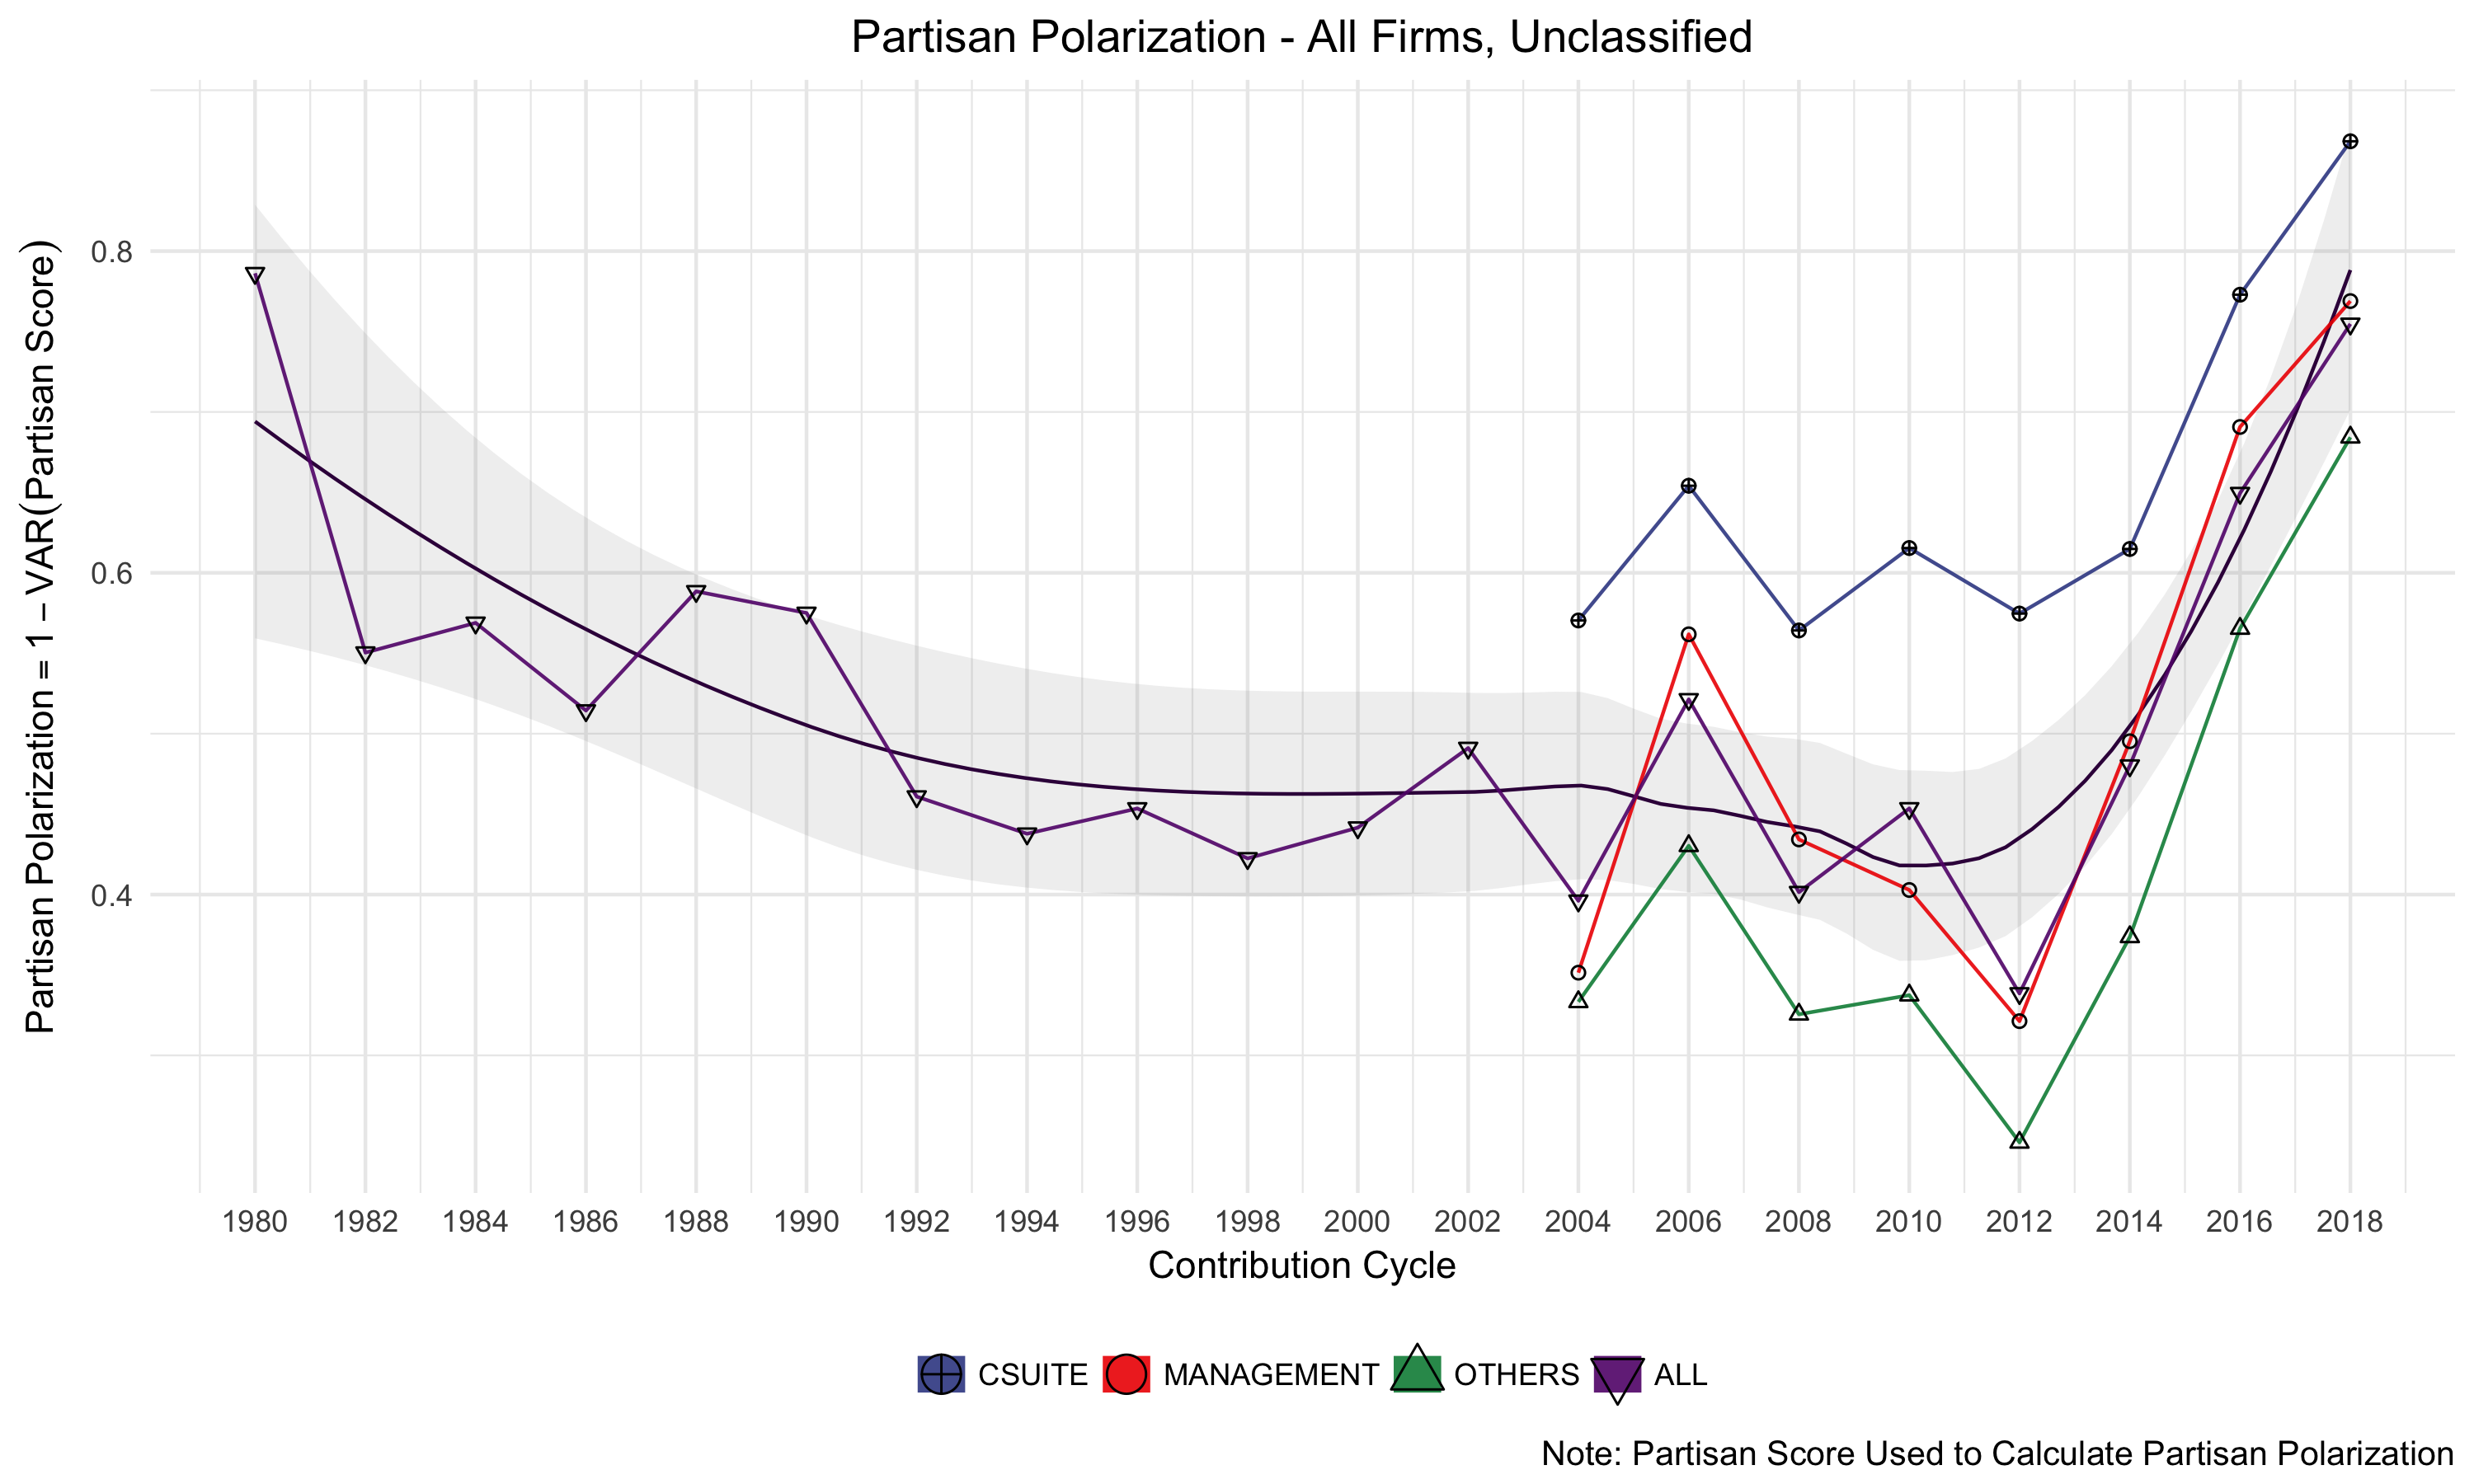 Partisan Polarization - All Firms, Unclassified
Partisan Polarization = 1 − VAR(Partisan Score)
0.8
0.6
0.4
1980 1982 1984 1986 1988 1990 1992 1994 1996 1998 2000 2002 2004 2006 2008 2010 2012 2014 2016 2018
Contribution Cycle
CSUITE MANAGEMENT OTHERS ALL
Note: Partisan Score Used to Calculate Partisan Polarization